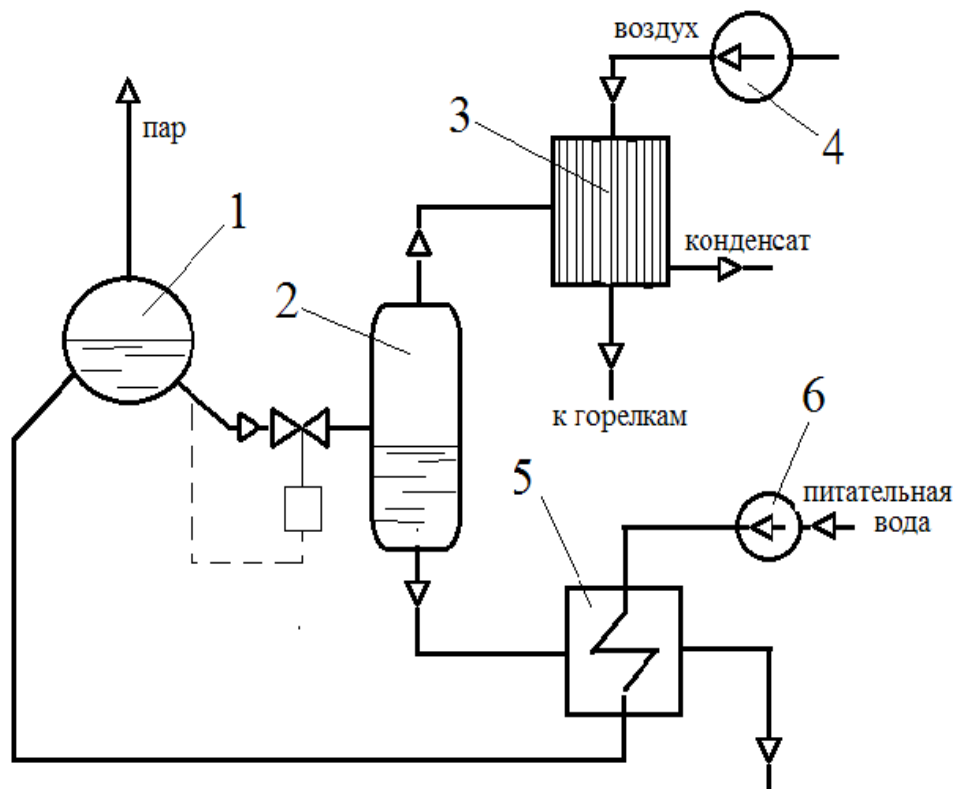 воздух
4
3
пар
1
конденсат
2
к горелкам
6
5
питательная
вода